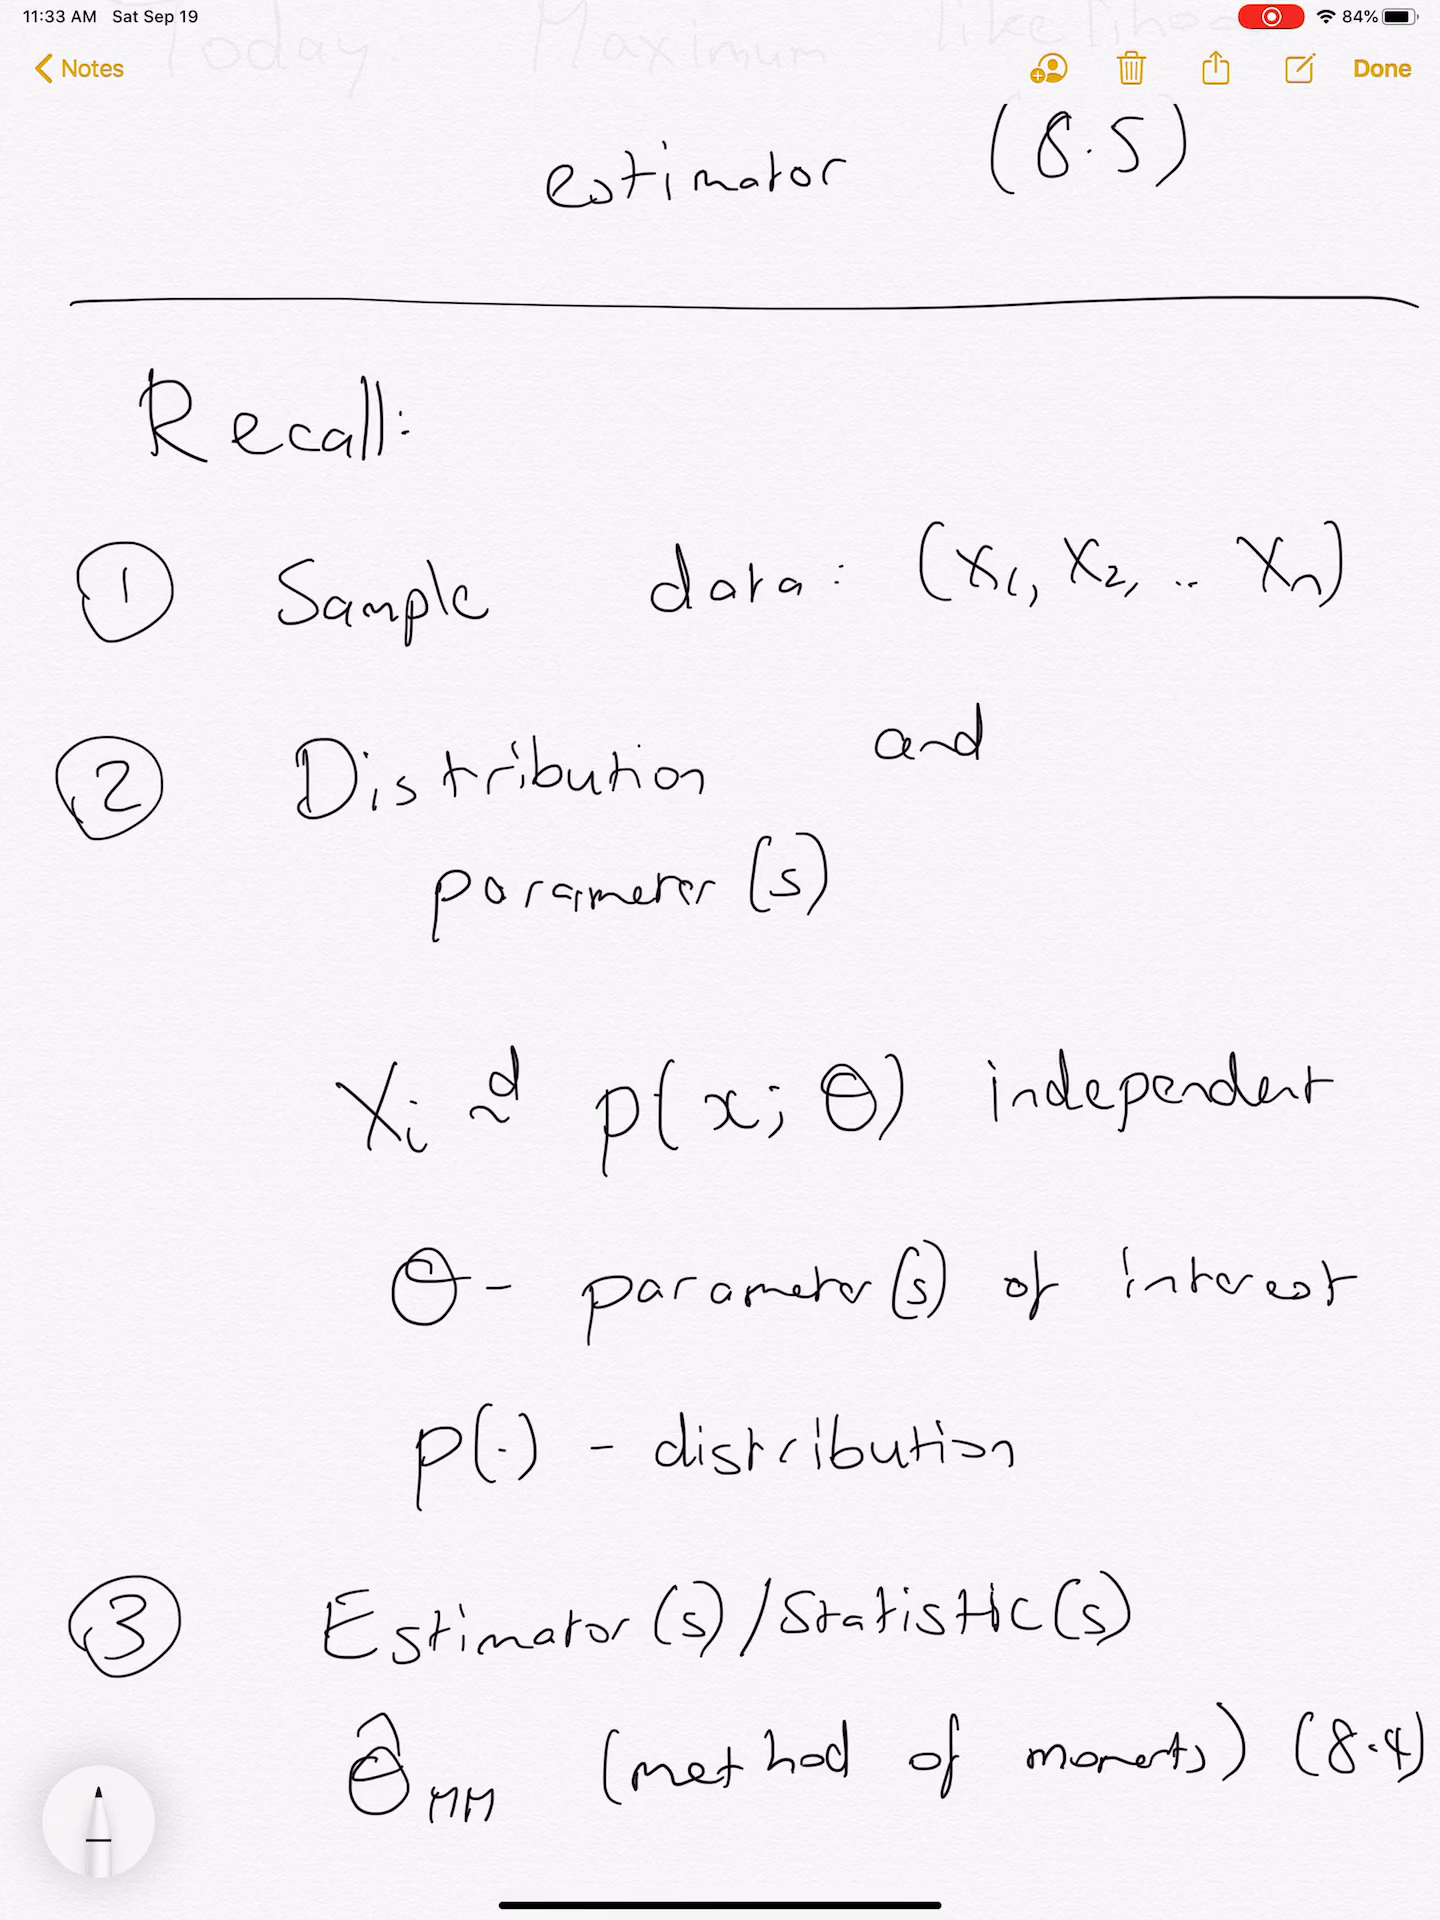 11:33 AM Sat Sep 19 84%
Today: Maximum likelihoo
Notes Done
estimator (8.5)
Recall:
① Sample data: (X₁, X₂, .. Xₙ)
② Distribution and
parameter(s)
Xᵢ ~ᵈ p(x; θ) independent
θ - parameter(s) of interest
p(·) - distribution
③ Estimator(s)/Statistic(s)
θ̂ MM (method of moments) (8.4)